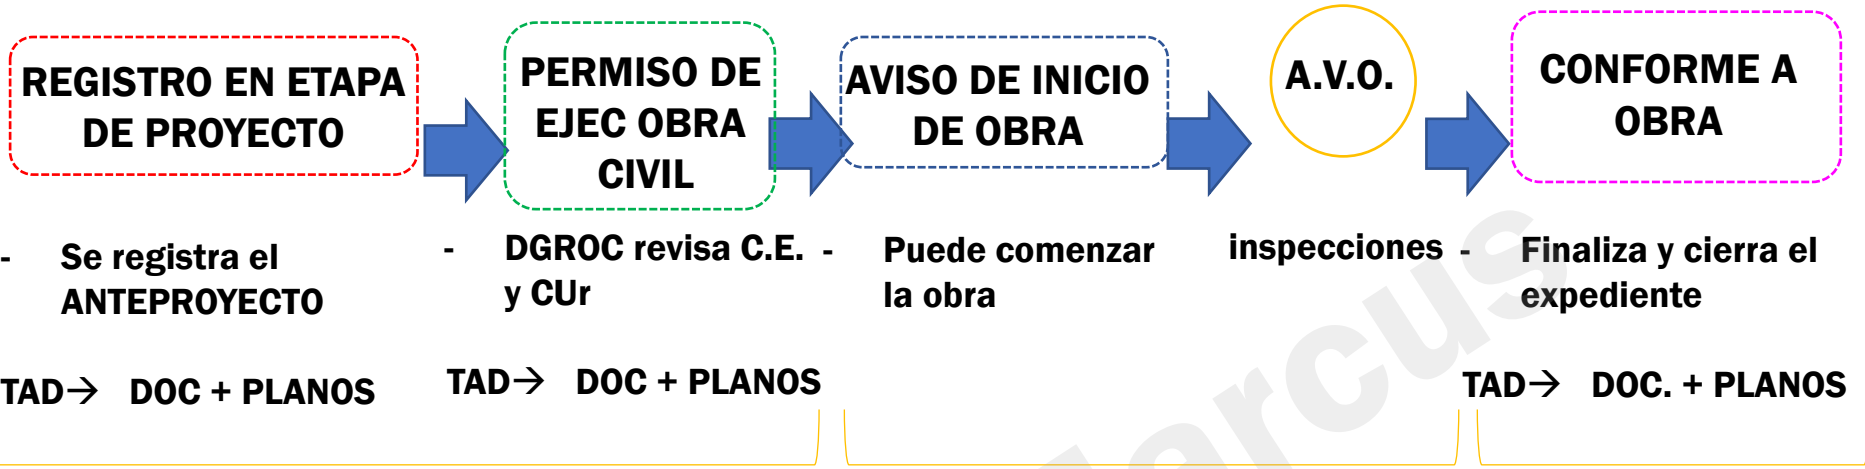 REGISTRO EN ETAPA
DE PROYECTO
PERMISO DE
EJEC OBRA
CIVIL
AVISO DE INICIO
DE OBRA
A.V.O.
CONFORME A
OBRA
- Se registra el
ANTEPROYECTO
- DGROC revisa C.E.
y CUr
- Puede comenzar
la obra
inspecciones
- Finaliza y cierra el
expediente
TAD→ DOC + PLANOS
TAD→ DOC + PLANOS
TAD→ DOC. + PLANOS